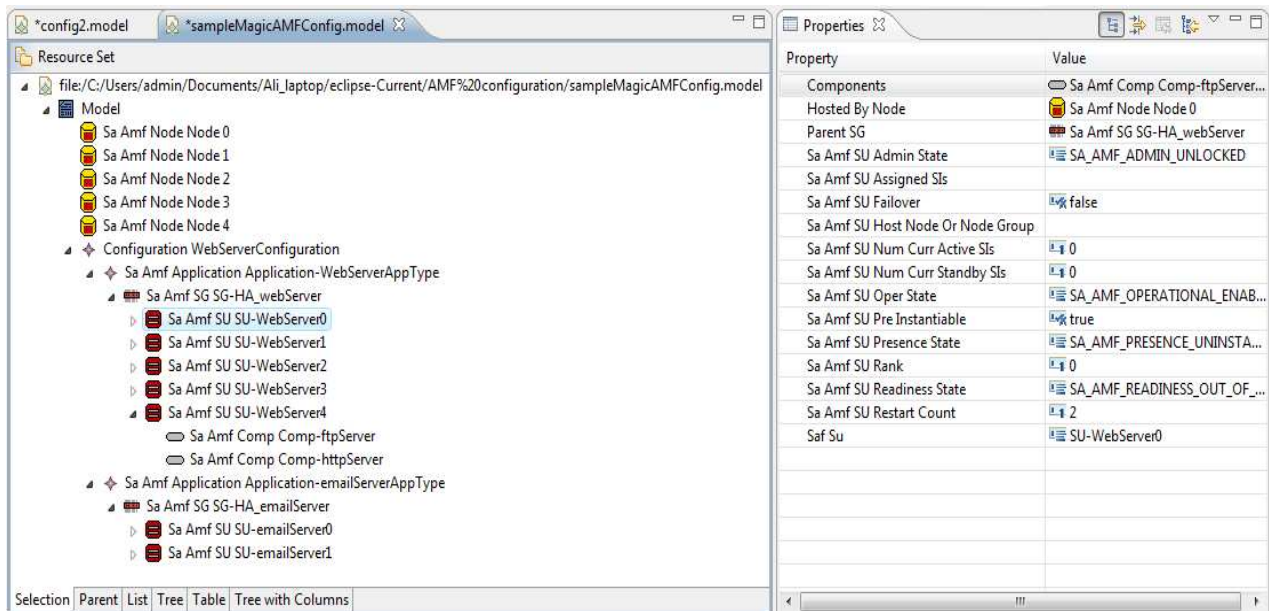 *config2.model
*sampleMagicAMFConfig.model
Resource Set
file:/C:/Users/admin/Documents/Ali_laptop/eclipse-Current/AMF%20configuration/sampleMagicAMFConfig.model
Model
Sa Amf Node Node 0
Sa Amf Node Node 1
Sa Amf Node Node 2
Sa Amf Node Node 3
Sa Amf Node Node 4
Configuration WebServerConfiguration
Sa Amf Application Application-WebServerAppType
Sa Amf SG SG-HA_webServer
Sa Amf SU SU-WebServer0
Sa Amf SU SU-WebServer1
Sa Amf SU SU-WebServer2
Sa Amf SU SU-WebServer3
Sa Amf SU SU-WebServer4
Sa Amf Comp Comp-ftpServer
Sa Amf Comp Comp-httpServer
Sa Amf Application Application-emailServerAppType
Sa Amf SG SG-HA_emailServer
Sa Amf SU SU-emailServer0
Sa Amf SU SU-emailServer1
Selection Parent List Tree Table Tree with Columns
Properties
Property Value
Components Sa Amf Comp Comp-ftpServer...
Hosted By Node Sa Amf Node Node 0
Parent SG Sa Amf SG SG-HA_webServer
Sa Amf SU Admin State SA_AMF_ADMIN_UNLOCKED
Sa Amf SU Assigned SIs
Sa Amf SU Failover false
Sa Amf SU Host Node Or Node Group
Sa Amf SU Num Curr Active SIs 0
Sa Amf SU Num Curr Standby SIs 0
Sa Amf SU Oper State SA_AMF_OPERATIONAL_ENAB...
Sa Amf SU Pre Instantiable true
Sa Amf SU Presence State SA_AMF_PRESENCE_UNINSTA...
Sa Amf SU Rank 0
Sa Amf SU Readiness State SA_AMF_READINESS_OUT_OF_...
Sa Amf SU Restart Count 2
Saf Su SU-WebServer0